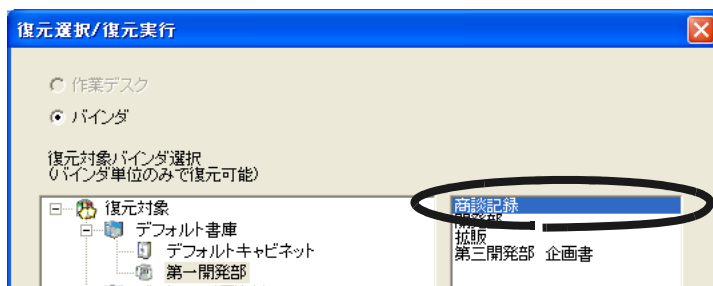 復元選択/復元実行
作業デスク
バインダ
復元対象バインダ選択
(バインダ単位のみで復元可能)
復元対象
デフォルト書庫
デフォルトキャビネット
第一開発部
商談記録
開発部
拡販
第三開発部 企画書